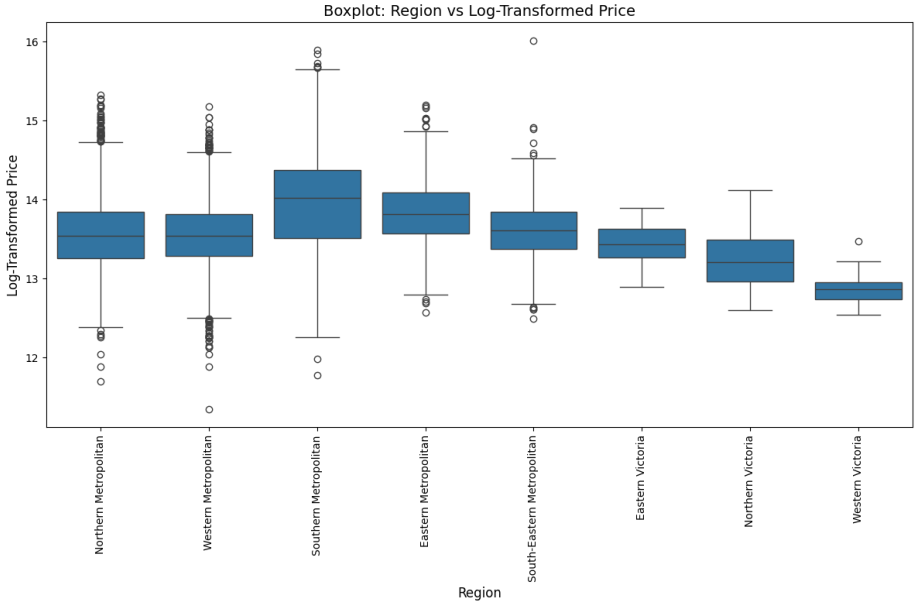 Boxplot: Region vs Log-Transformed Price
Log-Transformed Price
16
15
14
13
12
Northern Metropolitan
Western Metropolitan
Southern Metropolitan
Eastern Metropolitan
South-Eastern Metropolitan
Eastern Victoria
Northern Victoria
Western Victoria
Region